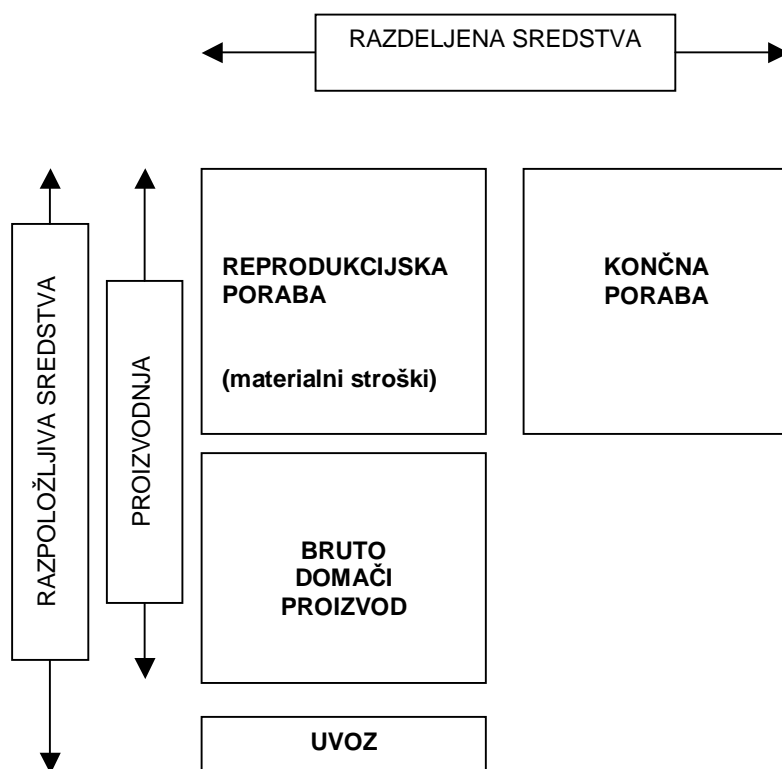 RAZDELJENA SREDSTVA
RAZPOLOŽLJIVA SREDSTVA
PROIZVODNJA
REPRODUKCIJSKA
PORABA
(materialni stroški)
KONČNA
PORABA
BRUTO
DOMAČI
PROIZVOD
UVOZ